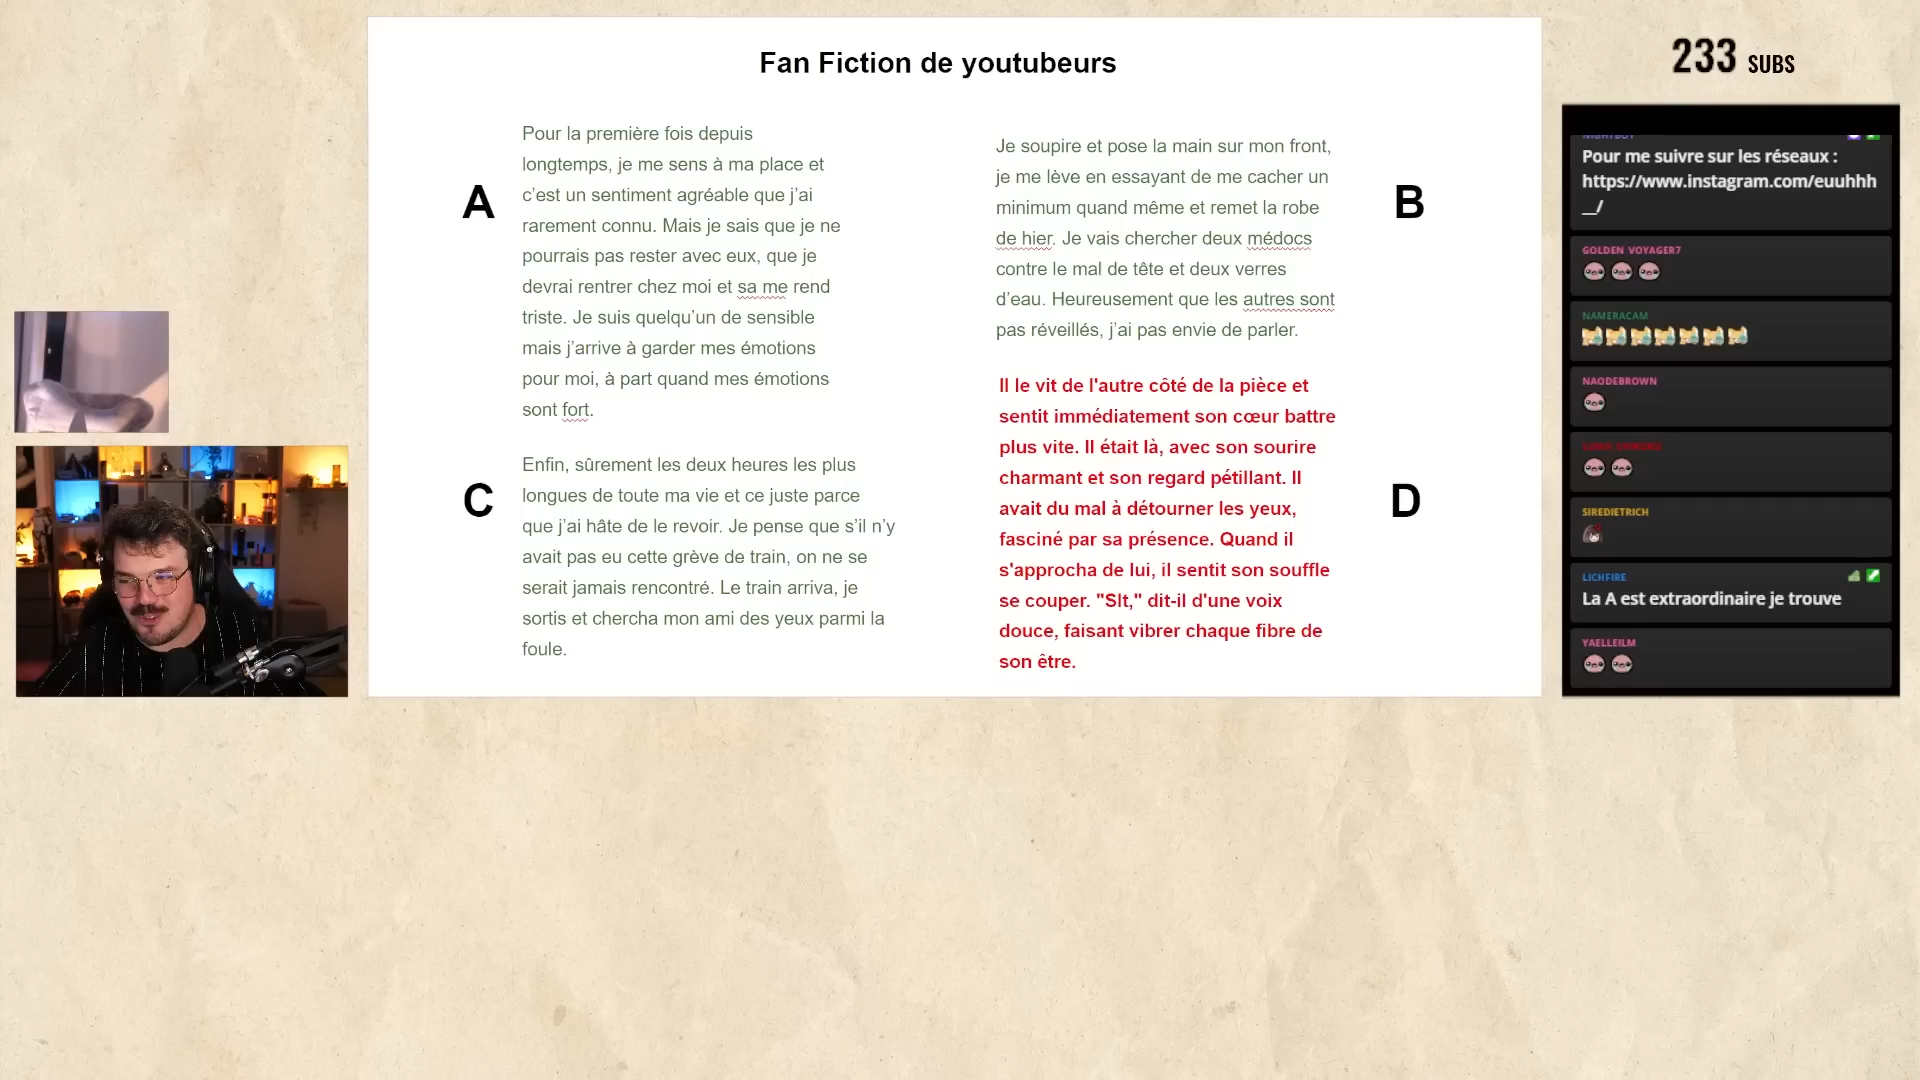 Fan Fiction de youtubeurs
A
Pour la première fois depuis
longtemps, je me sens à ma place et
c'est un sentiment agréable que j'ai
rarement connu. Mais je sais que je ne
pourrais pas rester avec eux, que je
devrai rentrer chez moi et sa me rend
triste. Je suis quelqu'un de sensible
mais j'arrive à garder mes émotions
pour moi, à part quand mes émotions
sont fort.
B
Je soupire et pose la main sur mon front,
je me lève en essayant de me cacher un
minimum quand même et remet la robe
de hier. Je vais chercher deux médocs
contre le mal de tête et deux verres
d'eau. Heureusement que les autres sont
pas réveillés, j'ai pas envie de parler.
C
Enfin, sûrement les deux heures les plus
longues de toute ma vie et ce juste parce
que j'ai hâte de le revoir. Je pense que s'il n'y
avait pas eu cette grève de train, on ne se
serait jamais rencontré. Le train arriva, je
sortis et chercha mon ami des yeux parmi la
foule.
D
Il le vit de l'autre côté de la pièce et
sentit immédiatement son cœur battre
plus vite. Il était là, avec son sourire
charmant et son regard pétillant. Il
avait du mal à détourner les yeux,
fasciné par sa présence. Quand il
s'approcha de lui, il sentit son souffle
se couper. "Slt," dit-il d'une voix
douce, faisant vibrer chaque fibre de
son être.
233 SUBS
NIGHTBOT
Pour me suivre sur les réseaux :
https://www.instagram.com/euuhhh
__/
GOLDEN VOYAGER7
NAMERACAM
NAODEBROWN
SIREDIETRICH
LICHFIRE
La A est extraordinaire je trouve
YAELLEILM